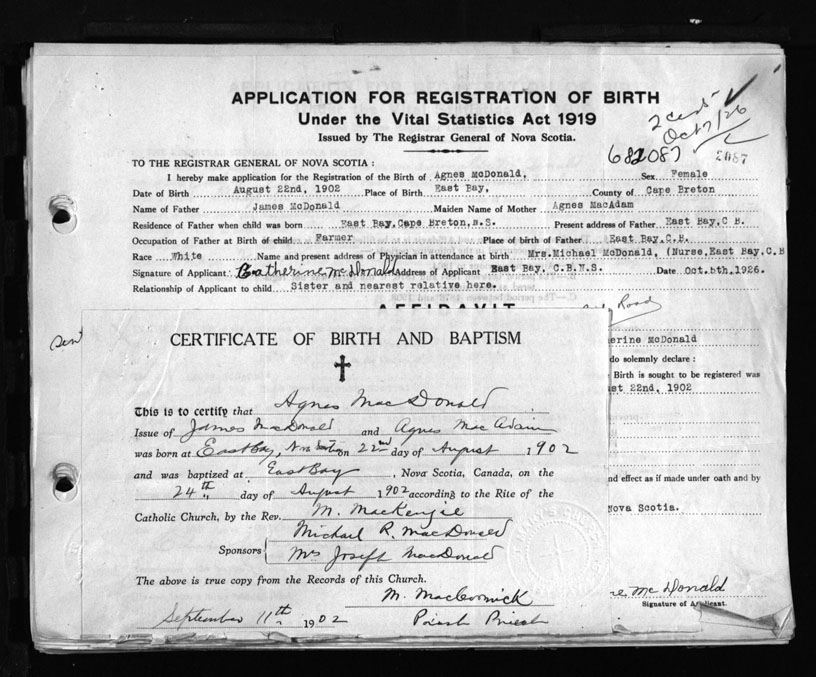 APPLICATION FOR REGISTRATION OF BIRTH
Under the Vital Statistics Act 1919
Issued by The Registrar General of Nova Scotia.
2 certs
Oct 7/26
682087
2087
TO THE REGISTRAR GENERAL OF NOVA SCOTIA :
I hereby make application for the Registration of the Birth of Agnes McDonald, Sex Female
Date of Birth August 22nd, 1902 Place of Birth East Bay, County of Cape Breton
Name of Father James McDonald Maiden Name of Mother Agnes MacAdam
Residence of Father when child was born East Bay, Cape Breton, N.S. Present address of Father East Bay, C B.
Occupation of Father at Birth of child Farmer Place of birth of Father East Bay, C.B.
Race White Name and present address of Physician in attendance at birth Mrs. Michael McDonald, (Nurse, East Bay, C.B
Signature of Applicant Catherine McDonald Address of Applicant East Bay, C.B.N.S. Date Oct. 5th, 1926.
Relationship of Applicant to child Sister and nearest relative here.
AFFIDAVIT
Road
sent
erine McDonald
do solemnly declare :
Birth is sought to be registered was
st 22nd, 1902
nd effect as if made under oath and by
Nova Scotia.
e McDonald
Signature of Applicant.
CERTIFICATE OF BIRTH AND BAPTISM
This is to certify that Agnes MacDonald
Issue of James McDonald and Agnes MacAdam
was born at East Bay, on 22nd day of August 1902
and was baptized at East Bay, Nova Scotia, Canada, on the
24th day of August 1902 according to the Rite of the
Catholic Church, by the Rev. M. MacKenzie
Sponsors { Michael R. MacDonald
Mrs Joseph MacDonald
The above is true copy from the Records of this Church.
M. MacCormick
September 11th 1902 Parish Priest